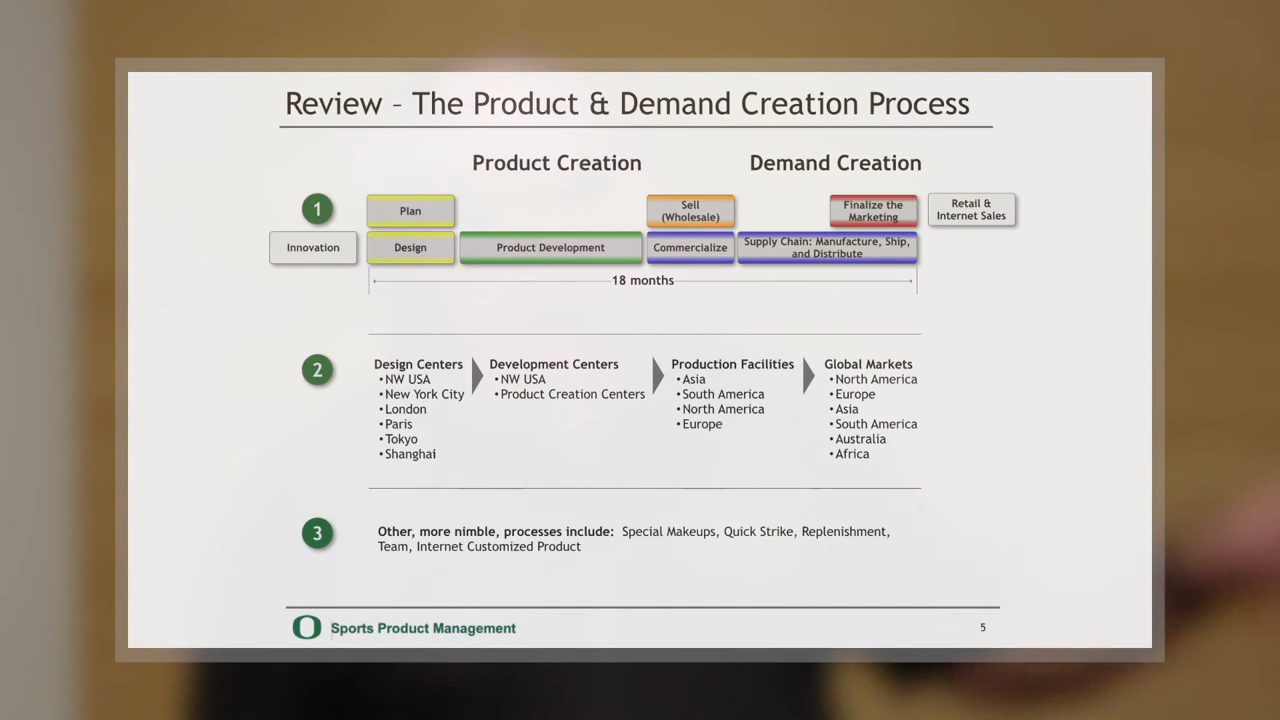 Review – The Product & Demand Creation Process
Product Creation
Demand Creation
1
Plan
Sell
(Wholesale)
Finalize the
Marketing
Retail &
Internet Sales
Innovation
Design
Product Development
Commercialize
Supply Chain: Manufacture, Ship,
and Distribute
18 months
2
Design Centers
•NW USA
•New York City
•London
•Paris
•Tokyo
•Shanghai
Development Centers
•NW USA
•Product Creation Centers
Production Facilities
•Asia
•South America
•North America
•Europe
Global Markets
•North America
•Europe
•Asia
•South America
•Australia
•Africa
3
Other, more nimble, processes include: Special Makeups, Quick Strike, Replenishment,
Team, Internet Customized Product
O Sports Product Management
5